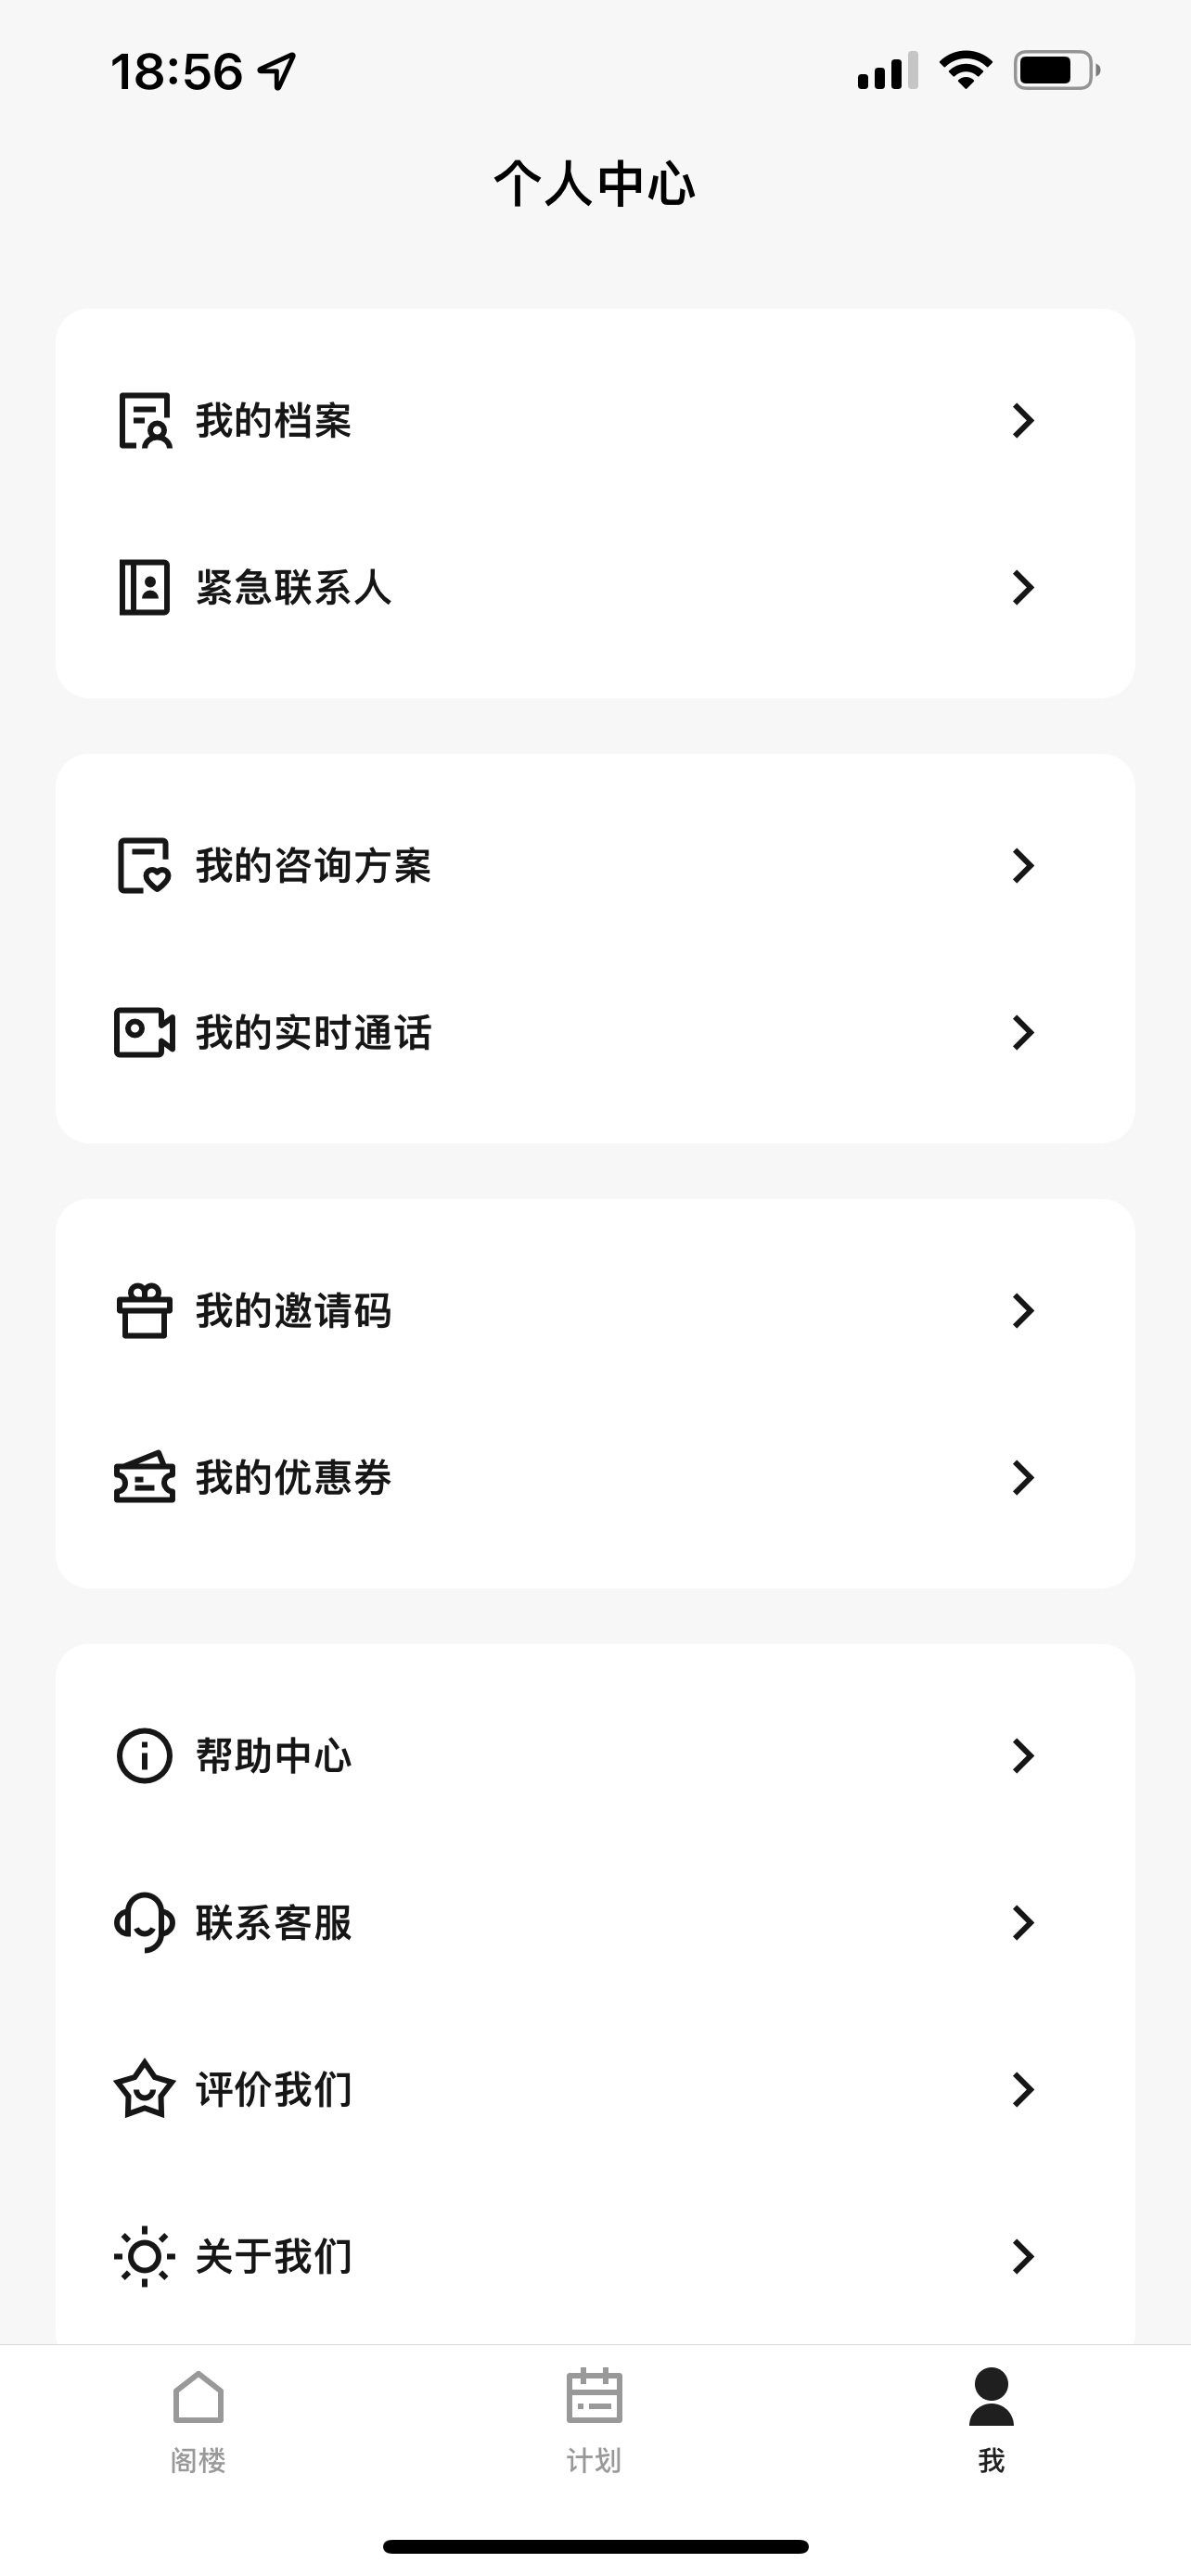 18:56
个人中心
我的档案
紧急联系人
我的咨询方案
我的实时通话
我的邀请码
我的优惠券
帮助中心
联系客服
评价我们
关于我们
阁楼 计划 我